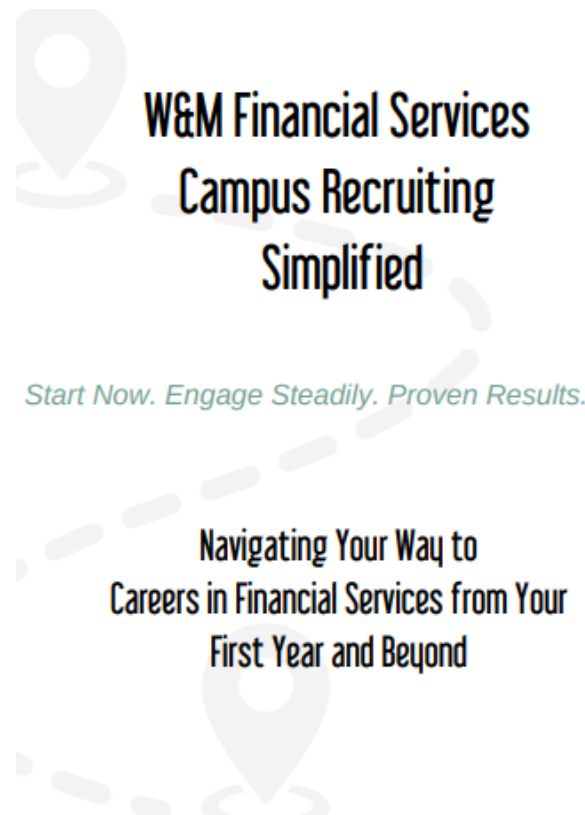 W&M Financial Services
Campus Recruiting
Simplified
Start Now. Engage Steadily. Proven Results.
Navigating Your Way to
Careers in Financial Services from Your
First Year and Beyond